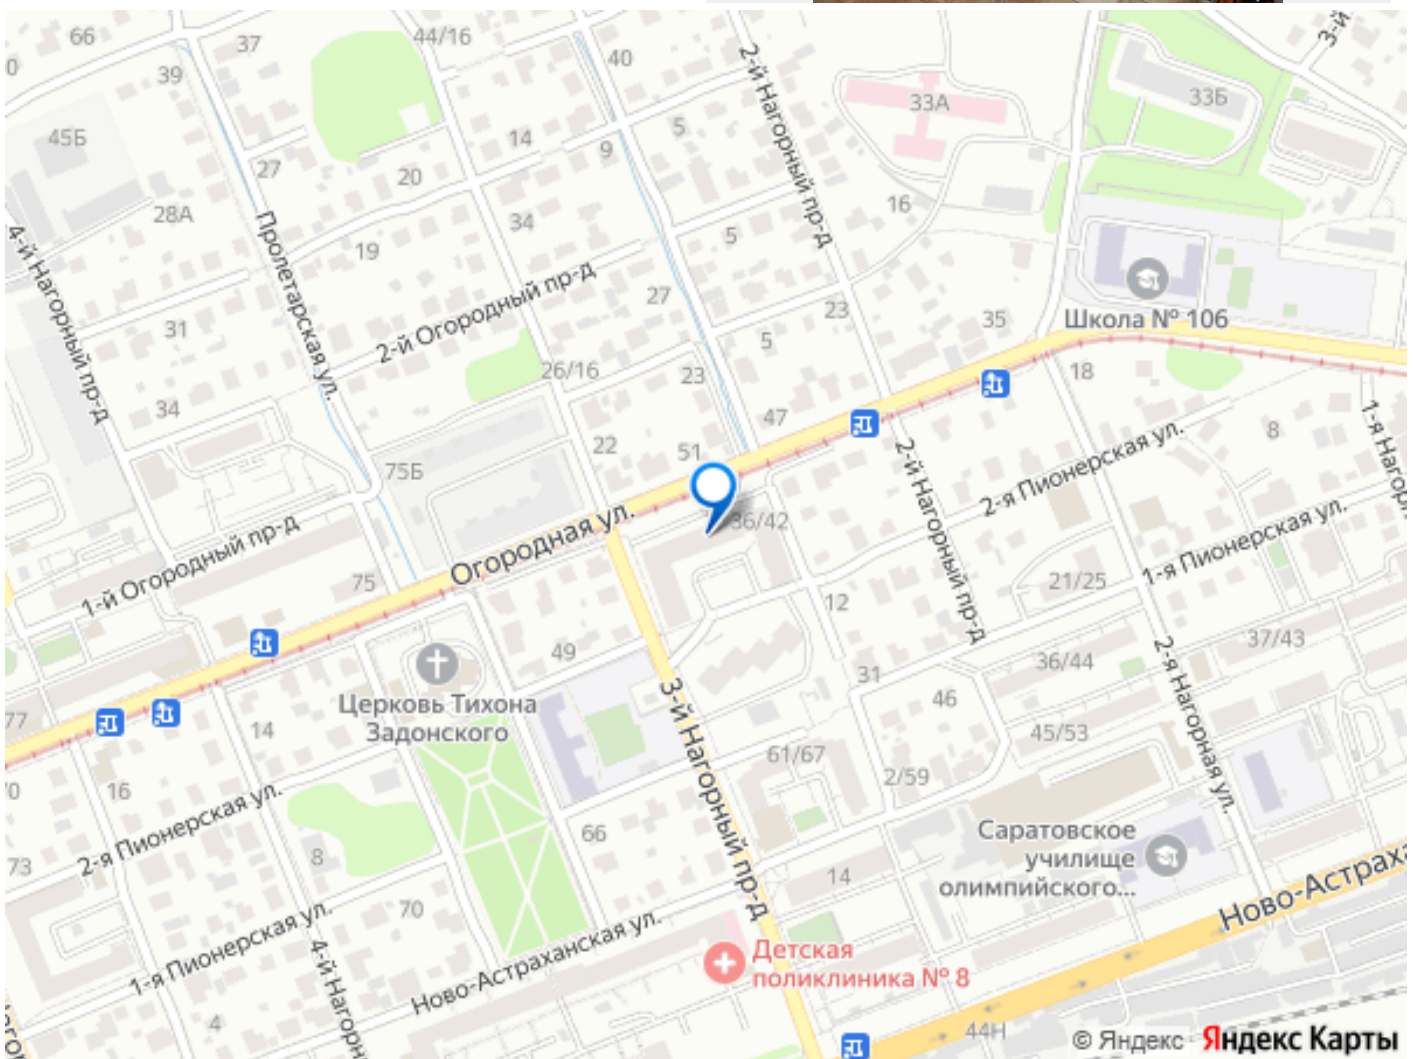 66
37
44/16
40
2-й Нагорный пр-д
3-й
0
39
33А
33Б
45Б
14
5
9
27
20
28А
34
16
4-й Нагорный пр-д
Пролетарская ул.
19
5
2-й Огородный пр-д
27
23
35
Школа № 106
31
5
26/16
23
18
34
47
1-я Нагорн
22
51
8
75Б
2-й Нагорный пр-д
2-я Пионерская ул.
36/42
Огородная ул.
1-й Огородный пр-д
1-я Пионерская ул.
75
21/25
12
49
37/43
36/44
2-я Нагорная ул.
31
Церковь Тихона
Задонского
3-й Нагорный пр-д
46
77
14
45/53
61/67
2/59
16
2-я Пионерская ул.
66
73
8
Саратовское
училище
олимпийского...
14
70
Ново-Астраха
1-я Пионерская ул.
4-й Нагорн
Ново-Астраханская ул.
Детская
поликлиника № 8
4
44Н
© Яндекс
Яндекс Карты